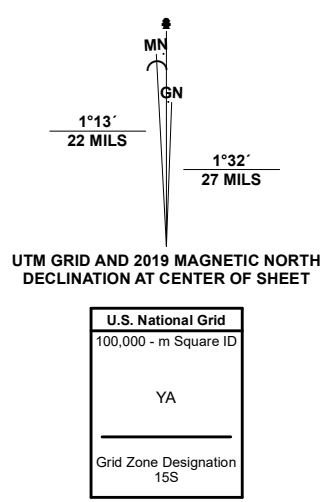 MN
GN
1°13´
22 MILS
1°32´
27 MILS
UTM GRID AND 2019 MAGNETIC NORTH
DECLINATION AT CENTER OF SHEET
U.S. National Grid
100,000 - m Square ID
YA
Grid Zone Designation
15S